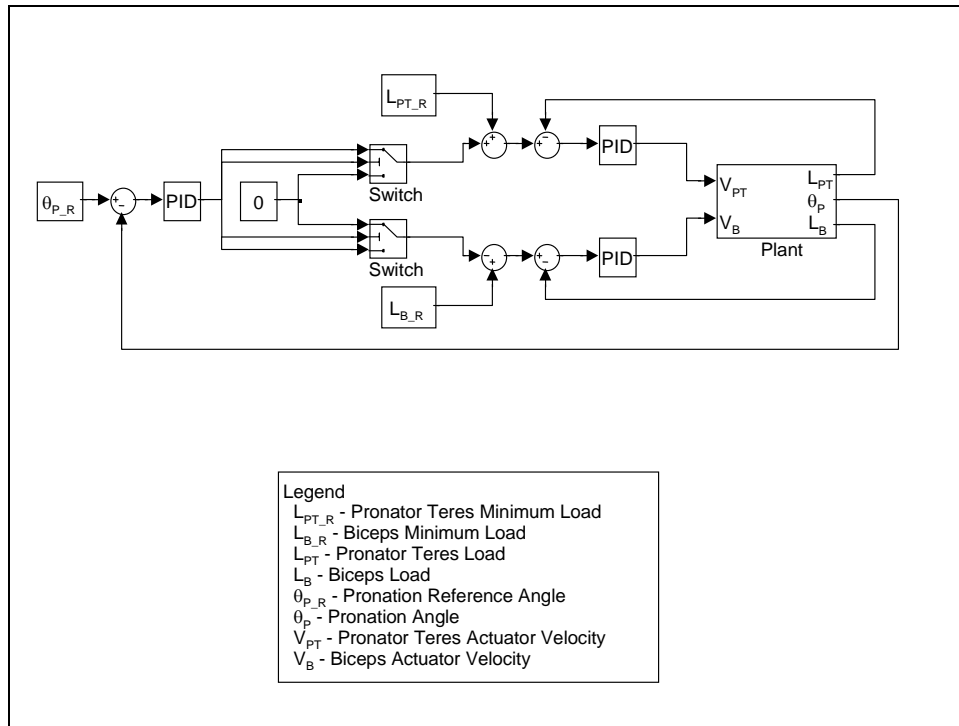 L_PT_R
PID
L_PT
V_PT
Switch
θ_P_R
PID
0
θ_P
V_B
L_B
Plant
PID
Switch
L_B_R
Legend
L_PT_R - Pronator Teres Minimum Load
L_B_R - Biceps Minimum Load
L_PT - Pronator Teres Load
L_B - Biceps Load
θ_P_R - Pronation Reference Angle
θ_P - Pronation Angle
V_PT - Pronator Teres Actuator Velocity
V_B - Biceps Actuator Velocity